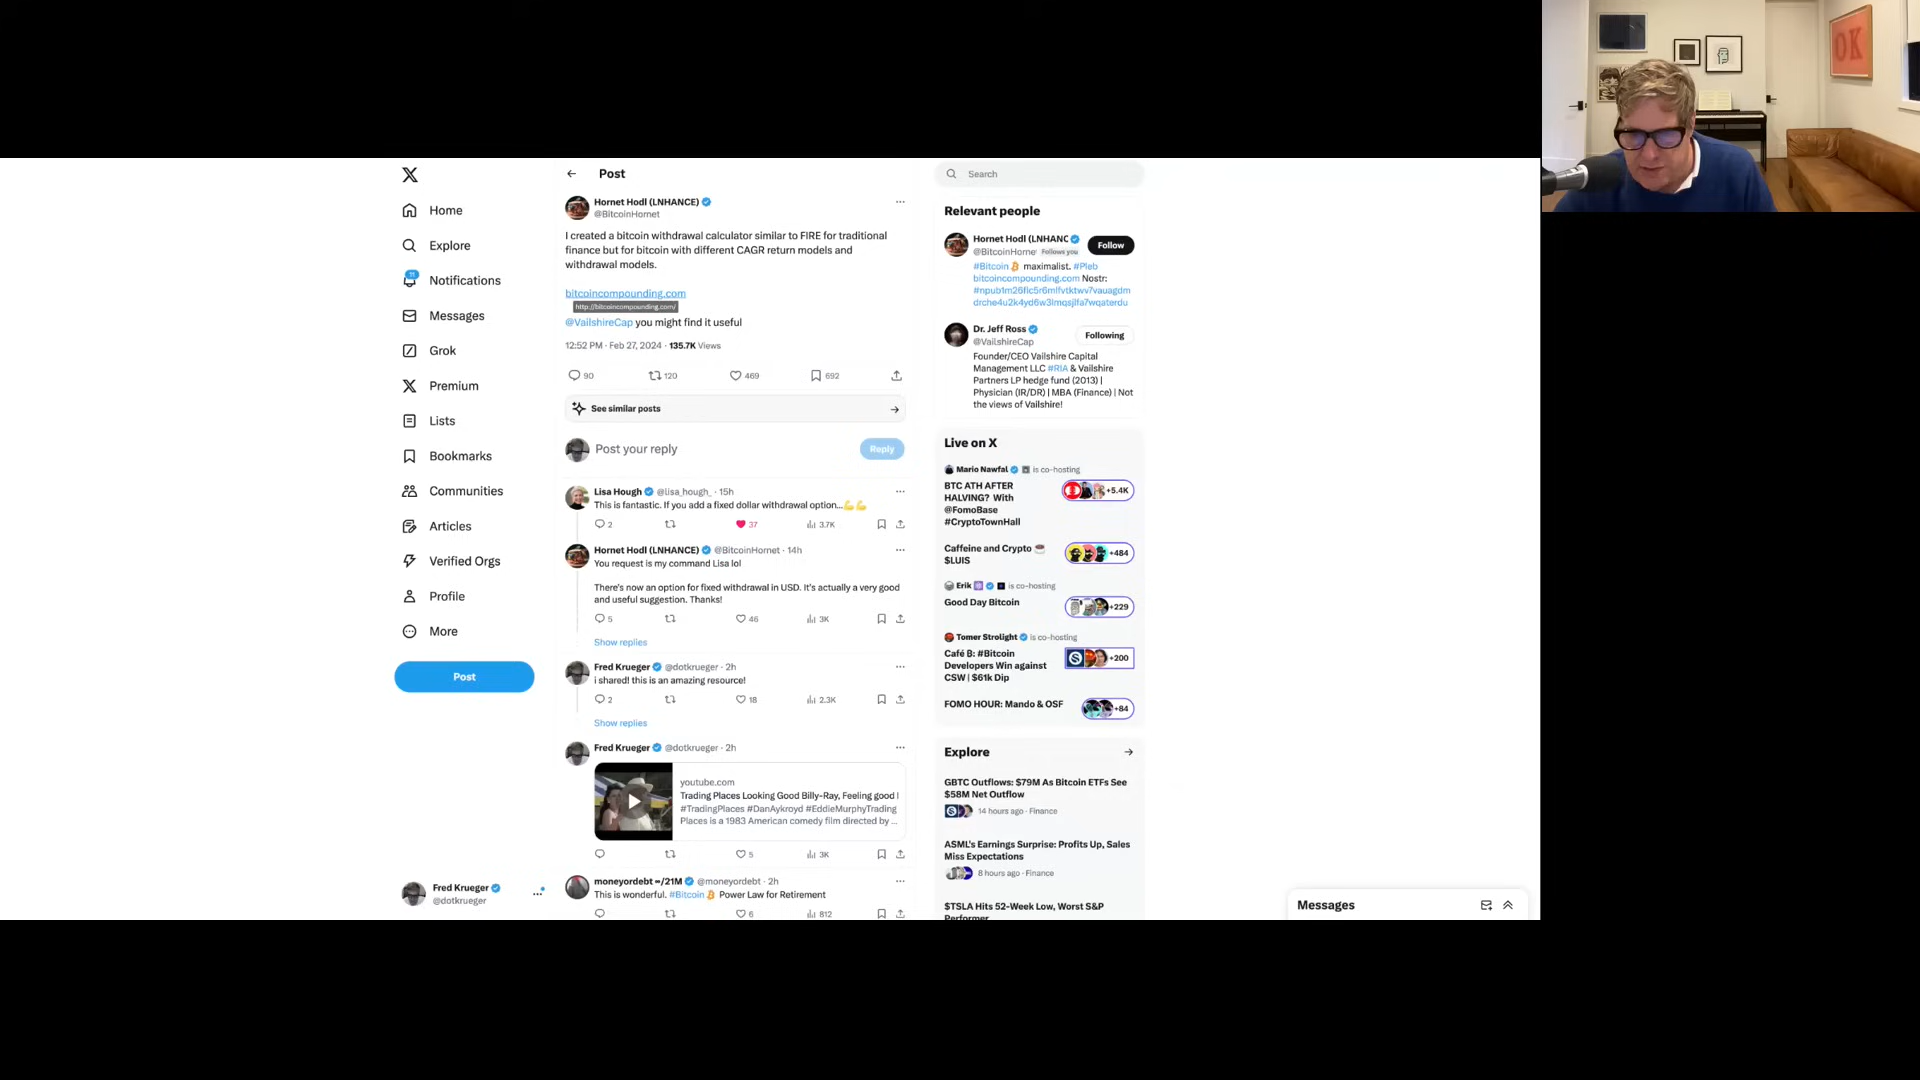 OK
Post
Search
Hornet Hodl (LNHANCE)
@BitcoinHornet
I created a bitcoin withdrawal calculator similar to FIRE for traditional
finance but for bitcoin with different CAGR return models and
withdrawal models.
bitcoincompounding.com
http://bitcoincompounding.com/
@VailshireCap you might find it useful
12:52 PM · Feb 27, 2024 · 135.7K Views
90 120 469 692
See similar posts
Post your reply
Reply
Lisa Hough @lisa_hough_ · 15h
This is fantastic. If you add a fixed dollar withdrawal option...💪💪
2 37 3.7K
Hornet Hodl (LNHANCE) @BitcoinHornet · 14h
You request is my command Lisa lol
There's now an option for fixed withdrawal in USD. It's actually a very good
and useful suggestion. Thanks!
5 46 3K
Show replies
Fred Krueger @dotkrueger · 2h
i shared! this is an amazing resource!
2 18 2.3K
Show replies
Fred Krueger @dotkrueger · 2h
youtube.com
Trading Places Looking Good Billy-Ray, Feeling good
#TradingPlaces #DanAykroyd #EddieMurphyTrading
Places is a 1983 American comedy film directed by ...
5 3K
moneyordebt ∞/21M @moneyordebt · 2h
This is wonderful. #Bitcoin Power Law for Retirement
6 812
Home
Explore
11
Notifications
Messages
Grok
Premium
Lists
Bookmarks
Communities
Articles
Verified Orgs
Profile
More
Post
Fred Krueger
@dotkrueger
Relevant people
Hornet Hodl (LNHANC
@BitcoinHorne Follows you
Follow
#Bitcoin maximalist. #Pleb
bitcoincompounding.com Nostr:
Dr. Jeff Ross
@VailshireCap
Following
Founder/CEO Vailshire Capital
Management LLC #RIA & Vailshire
Partners LP hedge fund (2013) |
Physician (IR/DR) | MBA (Finance) | Not
the views of Vailshire!
Live on X
Mario Nawfal is co-hosting
BTC ATH AFTER
HALVING? With
@FomoBase
#CryptoTownHall
+5.4K
Caffeine and Crypto ☕
$LUIS
+484
Erik is co-hosting
Good Day Bitcoin
+229
Tomer Strolight is co-hosting
Café ₿: #Bitcoin
Developers Win against
CSW | $61k Dip
+200
FOMO HOUR: Mando & OSF
+84
Explore
GBTC Outflows: $79M As Bitcoin ETFs See
$58M Net Outflow
14 hours ago · Finance
ASML's Earnings Surprise: Profits Up, Sales
Miss Expectations
8 hours ago · Finance
$TSLA Hits 52-Week Low, Worst S&P
Performer
Messages